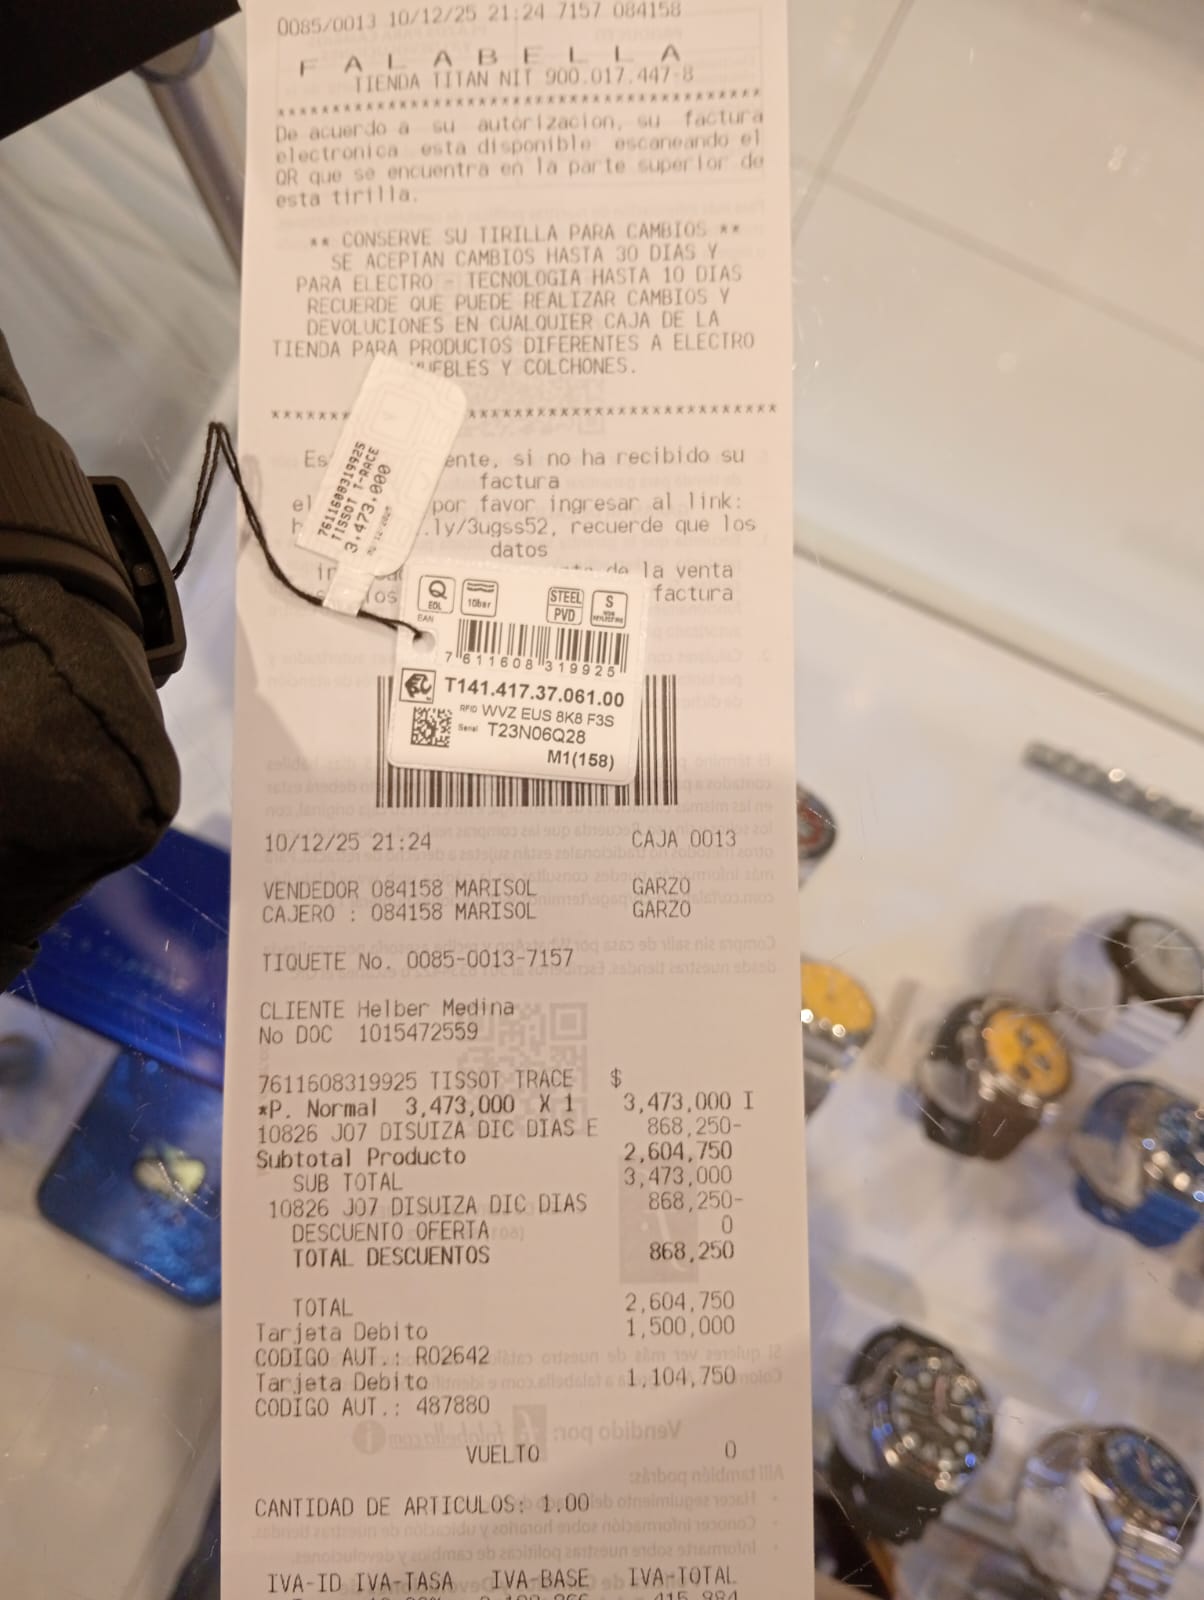 0085/0013 10/12/25 21:24 7157 084158
FALABELLA
TIENDA TITAN NIT 900.017.447-8
************************************************
De acuerdo a su autorizacion, su factura
electronica esta disponible escaneando el
QR que se encuentra en la parte superior de
esta tirilla.
** CONSERVE SU TIRILLA PARA CAMBIOS **
SE ACEPTAN CAMBIOS HASTA 30 DIAS Y
PARA ELECTRO - TECNOLOGIA HASTA 10 DIAS
RECUERDE QUE PUEDE REALIZAR CAMBIOS Y
DEVOLUCIONES EN CUALQUIER CAJA DE LA
TIENDA PARA PRODUCTOS DIFERENTES A ELECTRO
UEBLES Y COLCHONES.
ente, si no ha recibido su
factura
por favor ingresar al link:
.ly/3ugss52, recuerde que los
datos
de la venta
factura
7611608319925
TISSOT T-RACE
3,473,000
Q
EOL
10bar
STEEL
PVD
S
EAN
7 611608 319925
T141.417.37.061.00
RFID WVZ EUS 8K8 F3S
Serial T23N06Q28
M1(158)
10/12/25 21:24 CAJA 0013
VENDEDOR 084158 MARISOL GARZO
CAJERO : 084158 MARISOL GARZO
TIQUETE No. 0085-0013-7157
CLIENTE Helber Medina
No DOC 1015472559
7611608319925 TISSOT TRACE $
*P. Normal 3,473,000 X 1 3,473,000 I
10826 J07 DISUIZA DIC DIAS E 868,250-
Subtotal Producto 2,604,750
SUB TOTAL 3,473,000
10826 J07 DISUIZA DIC DIAS 868,250-
DESCUENTO OFERTA 0
TOTAL DESCUENTOS 868,250
TOTAL 2,604,750
Tarjeta Debito 1,500,000
CODIGO AUT.: R02642
Tarjeta Debito 1,104,750
CODIGO AUT.: 487880
VUELTO 0
CANTIDAD DE ARTICULOS: 1.00
IVA-ID IVA-TASA IVA-BASE IVA-TOTAL